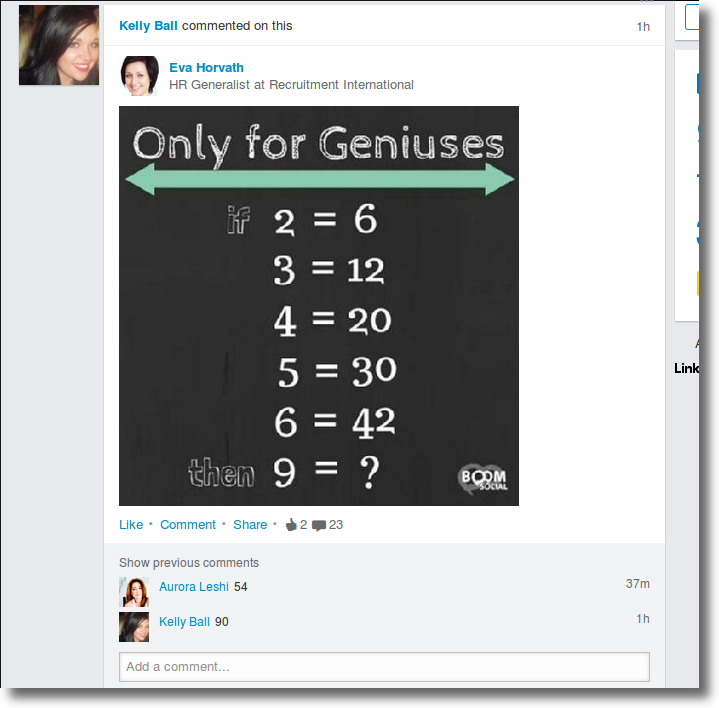 Kelly Ball commented on this
1h
Eva Horvath
HR Generalist at Recruitment International
Only for Geniuses
if 2 = 6
3 = 12
4 = 20
5 = 30
6 = 42
then 9 = ?
BOOM
SOCIAL
Like • Comment • Share • 2 23
Show previous comments
Aurora Leshi 54
37m
Kelly Ball 90
1h
Add a comment...
Link